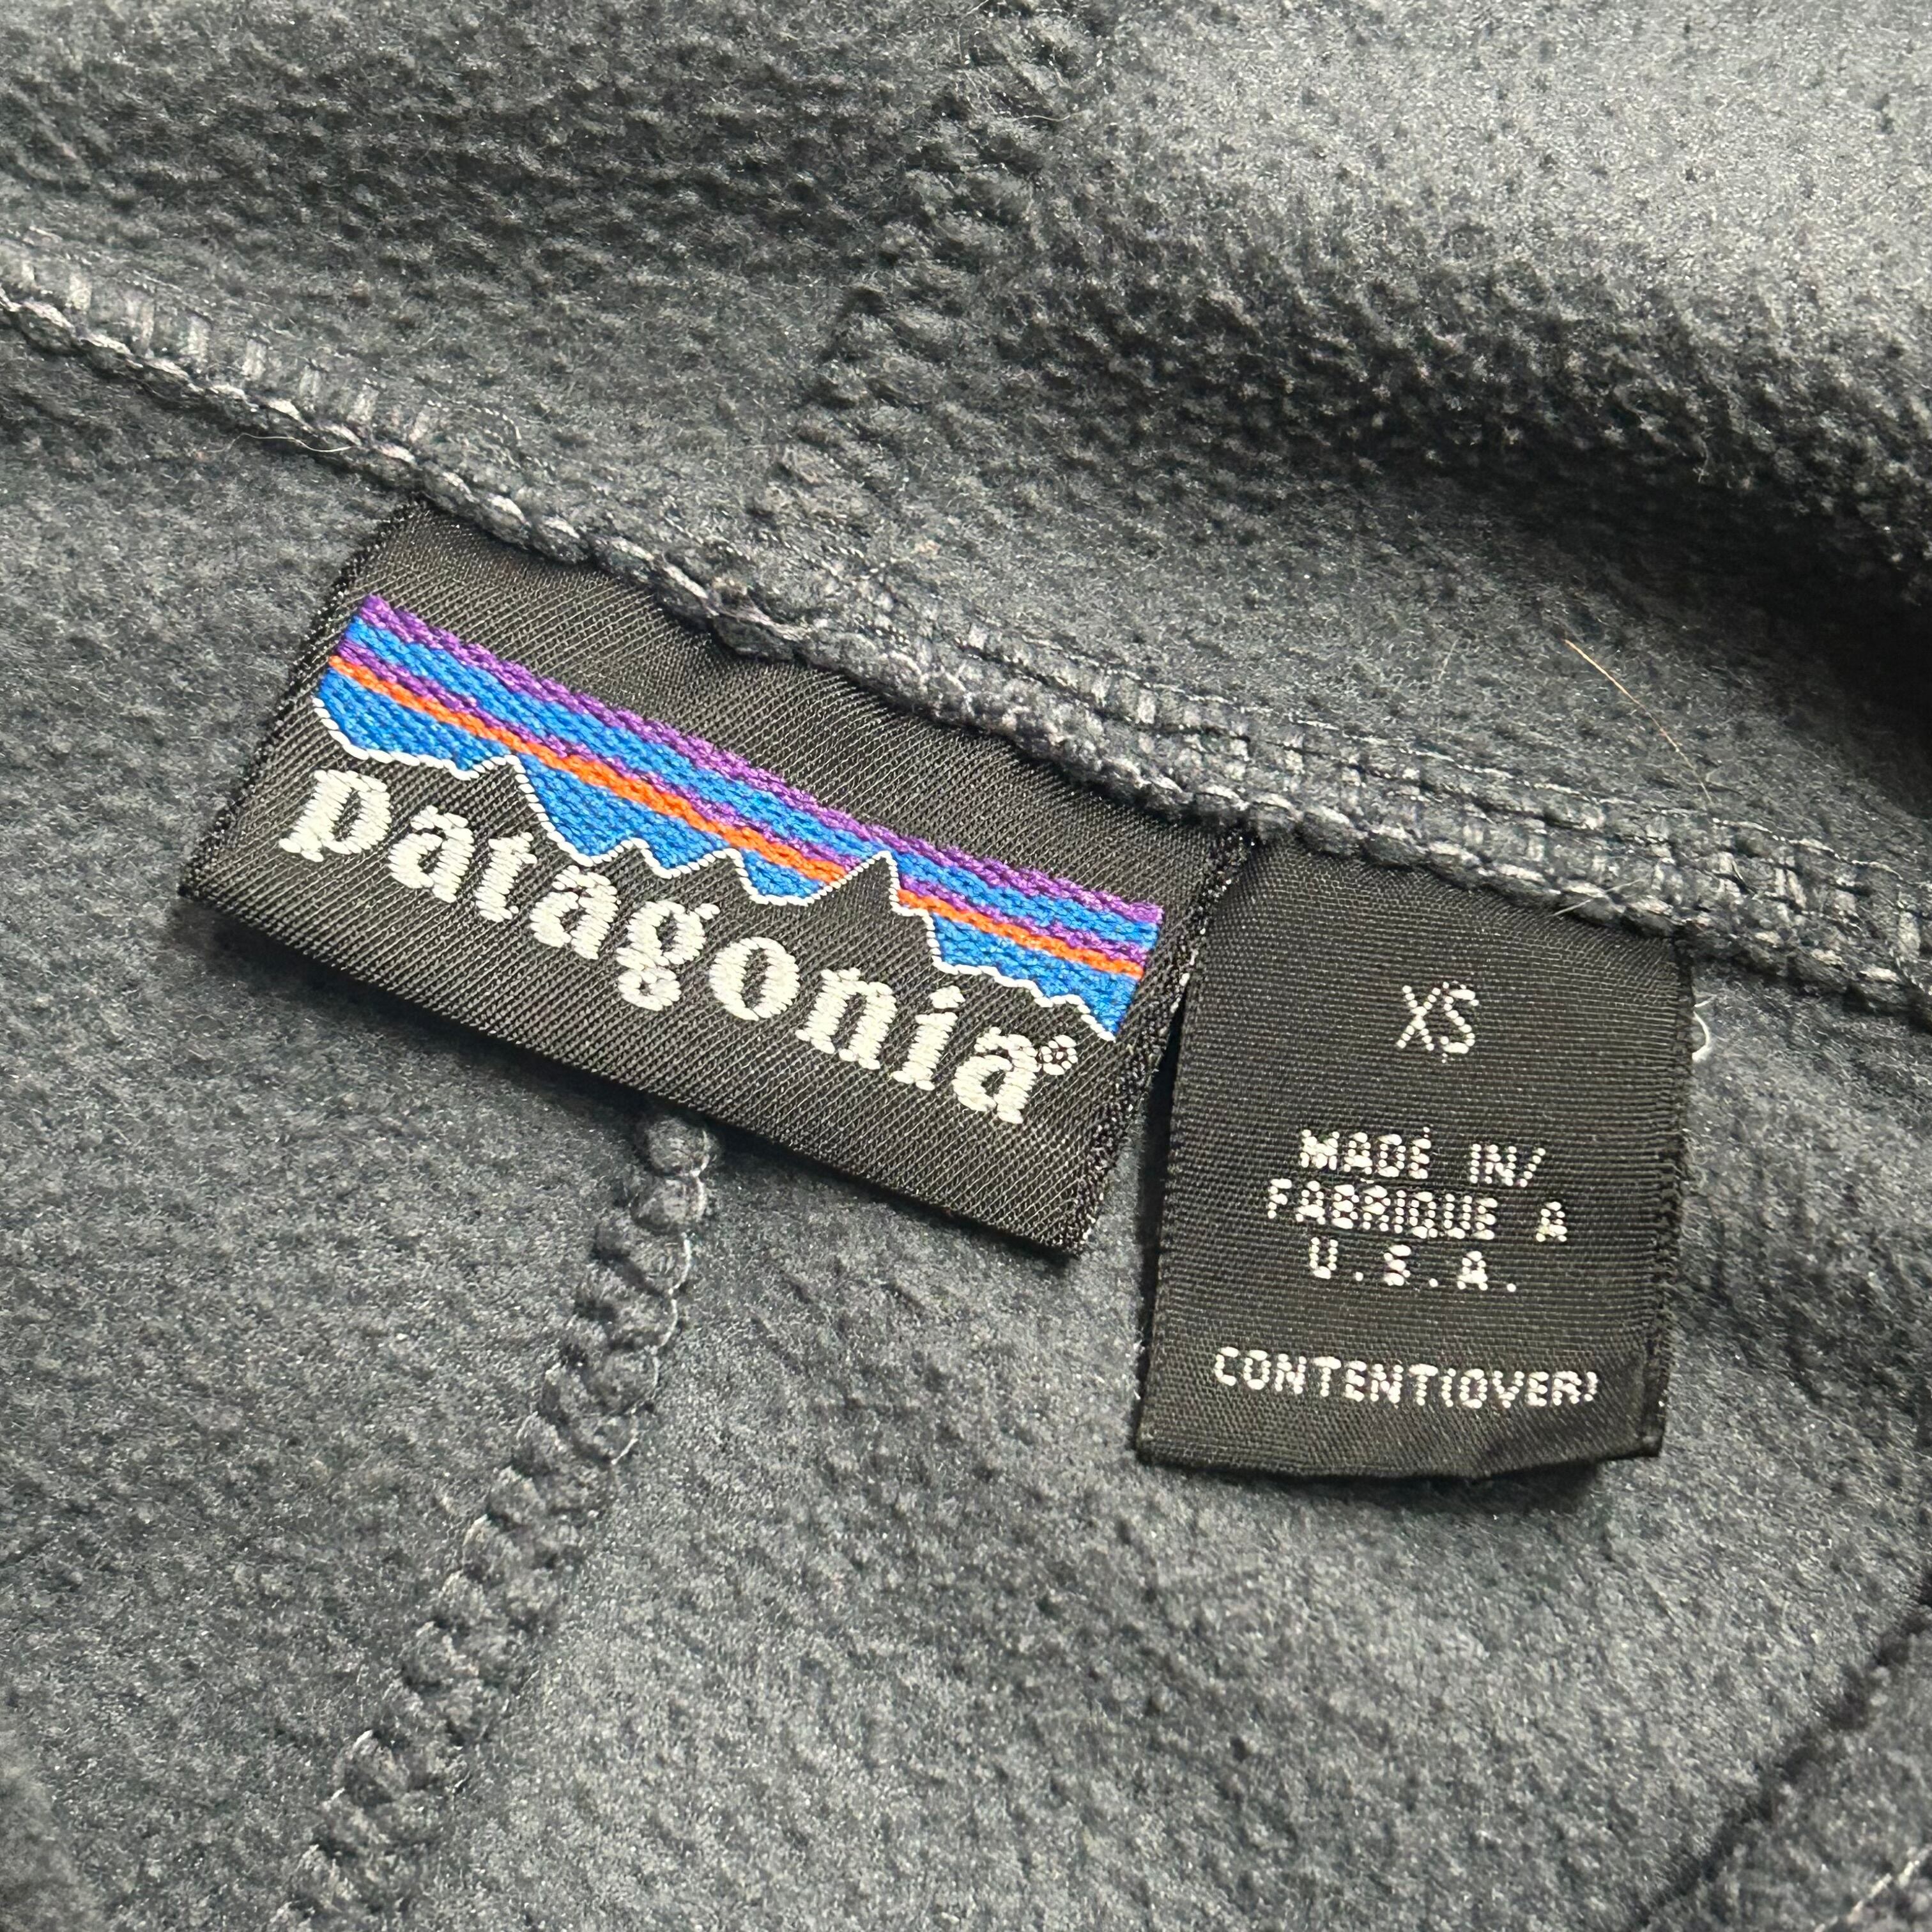 patagonia®
XS
MADE IN/
FABRIQUE A
U.S.A.
CONTENT(OVER)